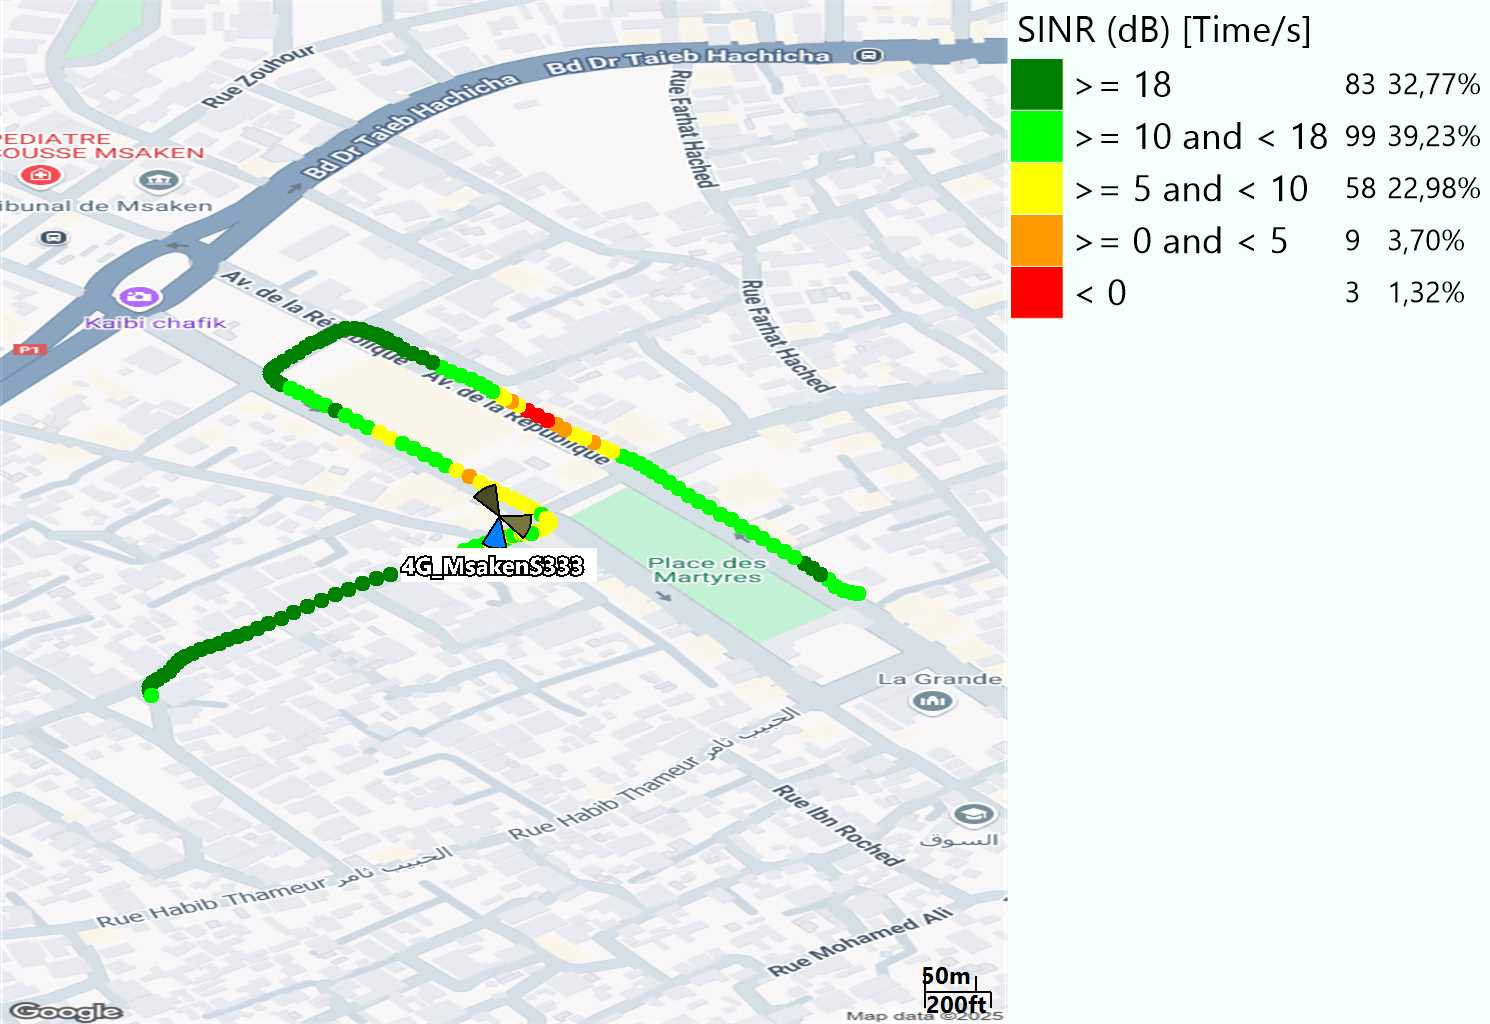 SINR (dB) [Time/s]
>= 18 83 32,77%
>= 10 and < 18 99 39,23%
>= 5 and < 10 58 22,98%
>= 0 and < 5 9 3,70%
< 0 3 1,32%
Rue Zouhour
Bd Dr Taieb Hachicha
Bd Dr Taieb Hachicha
Rue Farhat Hached
PEDIATRE
OUSSE MSAKEN
ibunal de Msaken
Av. de la République
Kaibi chafik
Rue Farhat Hached
P1
Av. de la République
4G_MsakenS333
Place des
Martyres
La Grande
Rue Habib Thameur الحبيب ثامر
Rue Ibn Roched
السوق
Rue Habib Thameur الحبيب ثامر
Rue Mohamed Ali
50m
200ft
Google
Map data ©2025